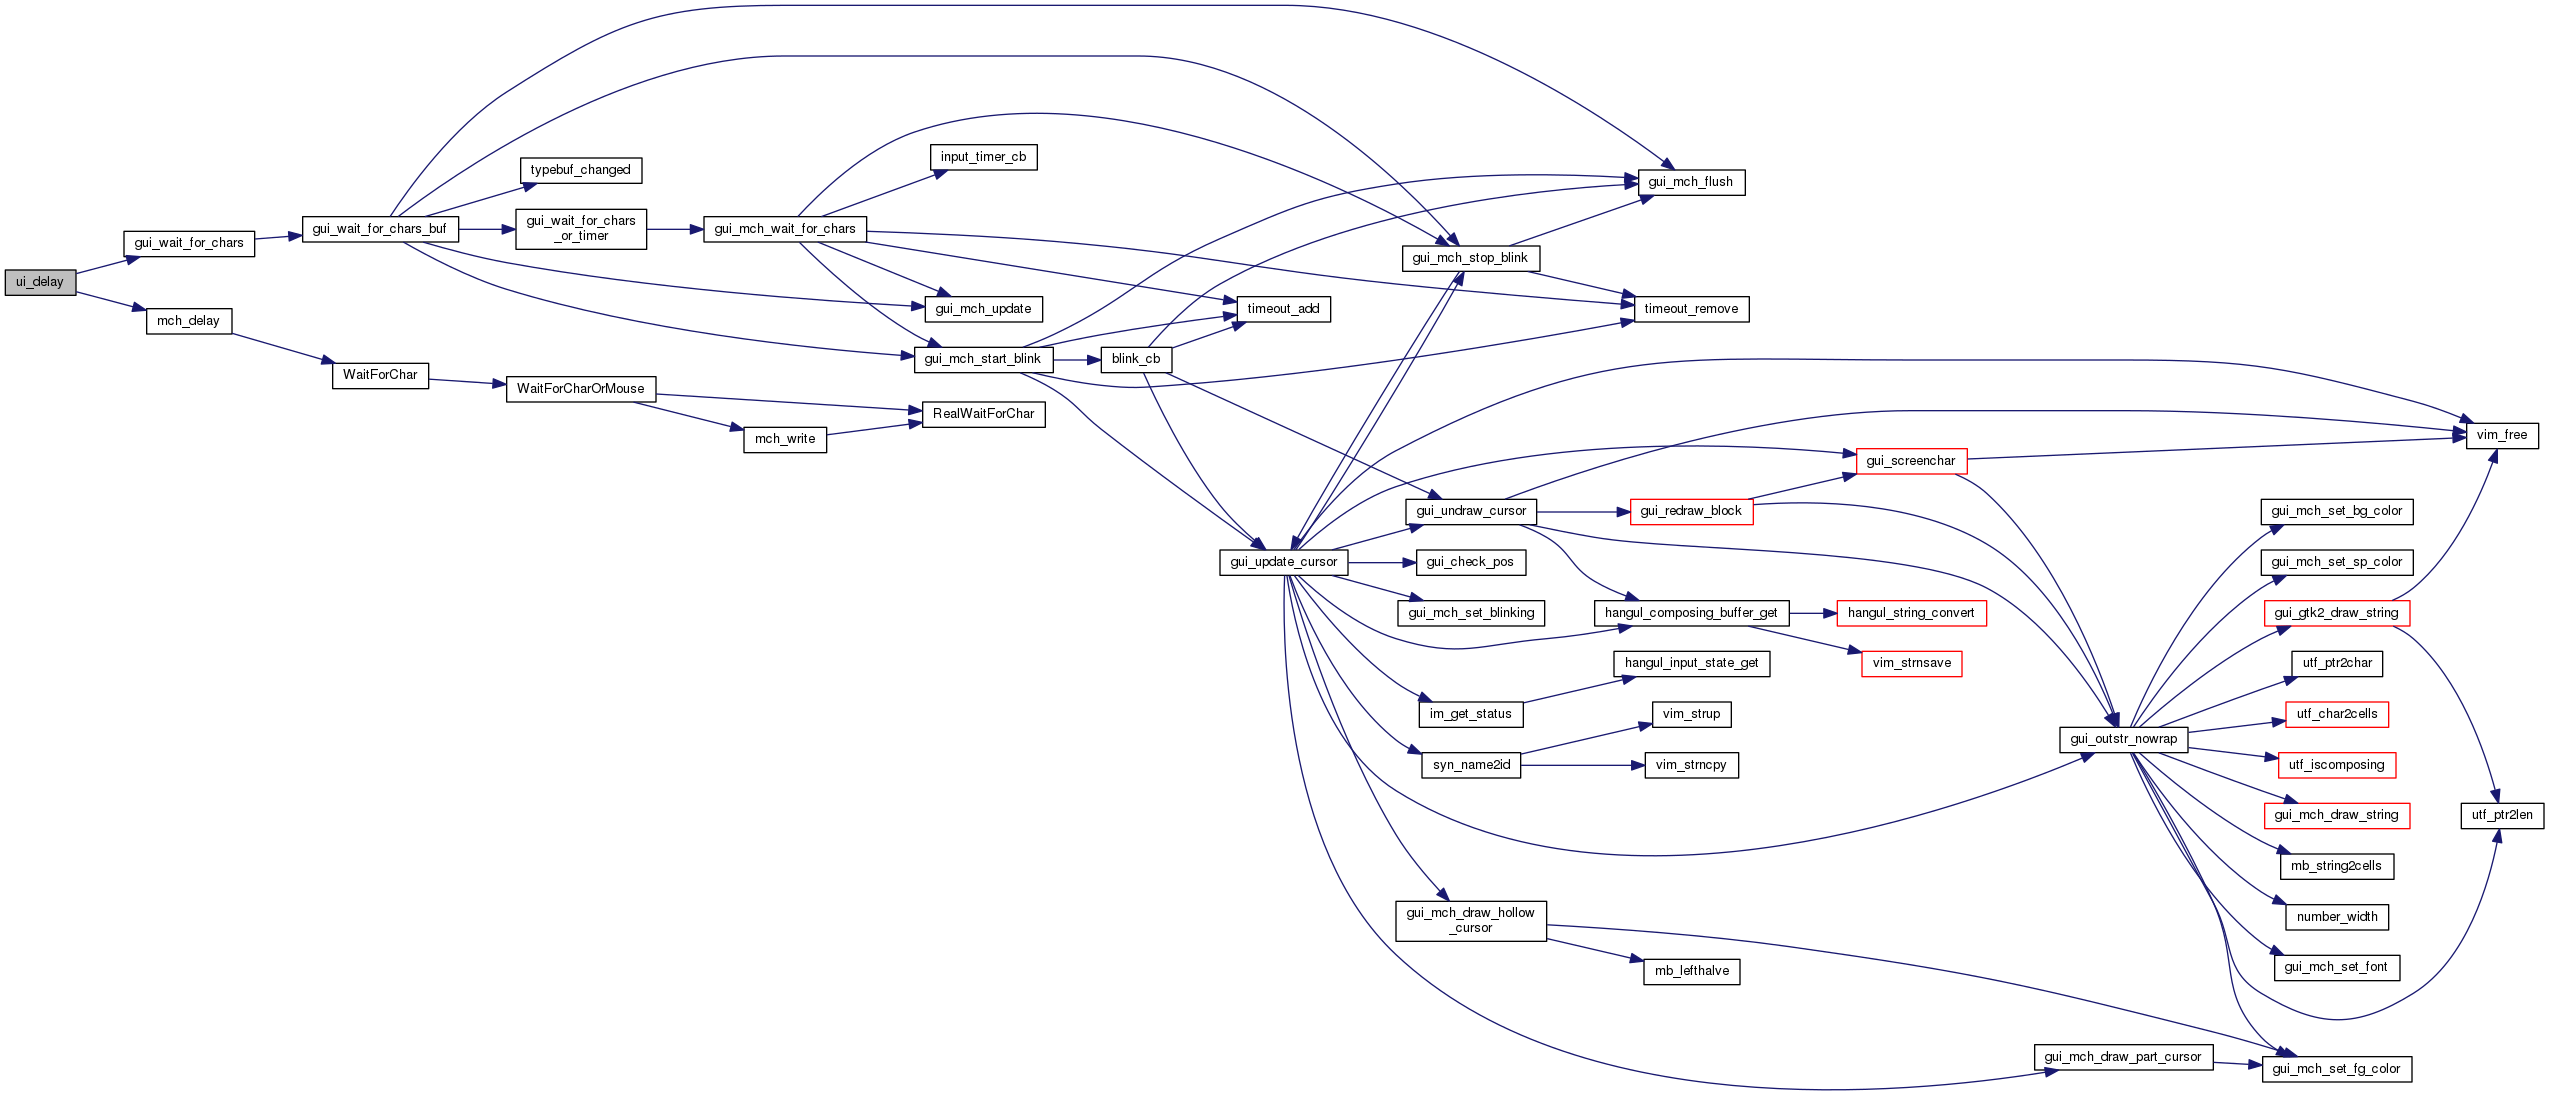 ui_delay
gui_wait_for_chars
mch_delay
gui_wait_for_chars_buf
WaitForChar
typebuf_changed
gui_wait_for_chars
_or_timer
WaitForCharOrMouse
gui_mch_wait_for_chars
mch_write
input_timer_cb
gui_mch_update
gui_mch_start_blink
RealWaitForChar
blink_cb
timeout_add
gui_update_cursor
gui_mch_stop_blink
gui_undraw_cursor
gui_check_pos
gui_mch_set_blinking
im_get_status
syn_name2id
gui_mch_draw_hollow
_cursor
gui_mch_flush
timeout_remove
gui_redraw_block
hangul_composing_buffer_get
hangul_input_state_get
vim_strup
vim_strncpy
mb_lefthalve
gui_screenchar
hangul_string_convert
vim_strnsave
gui_outstr_nowrap
gui_mch_draw_part_cursor
gui_mch_set_bg_color
gui_mch_set_sp_color
gui_gtk2_draw_string
utf_ptr2char
utf_char2cells
utf_iscomposing
gui_mch_draw_string
mb_string2cells
number_width
gui_mch_set_font
gui_mch_set_fg_color
vim_free
utf_ptr2len